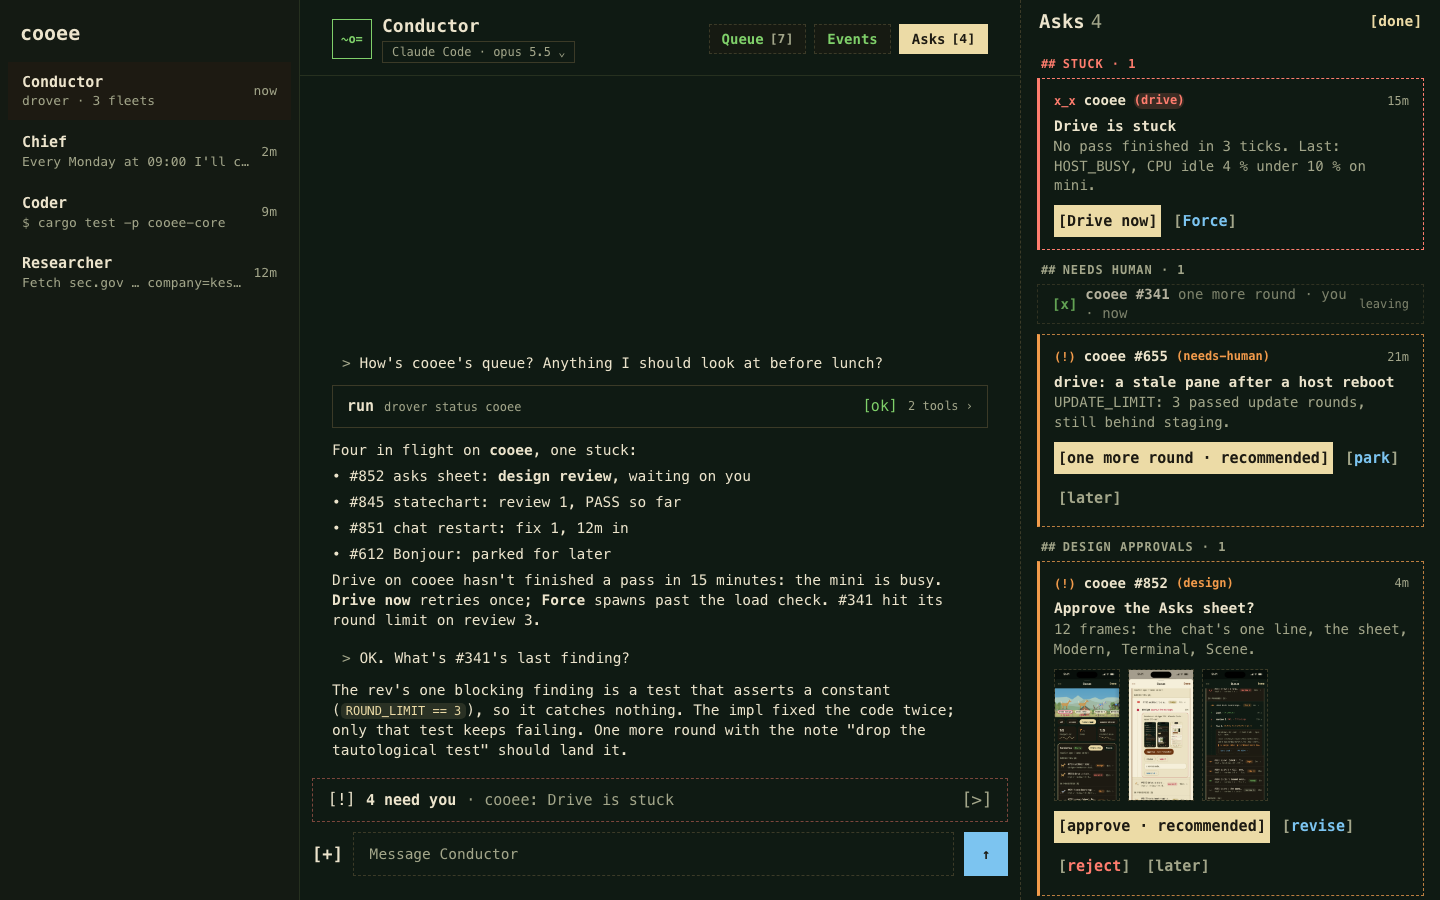 cooee
Conductor
drover · 3 fleets
now
Chief
Every Monday at 09:00 I'll c…
2m
Coder
$ cargo test -p cooee-core
9m
Researcher
Fetch sec.gov … company=kes…
12m
~o=
Conductor
Claude Code · opus 5.5 ⌄
Queue [7]
Events
Asks [4]
> How's cooee's queue? Anything I should look at before lunch?
run drover status cooee
[ok] 2 tools ›
Four in flight on cooee, one stuck:
• #852 asks sheet: design review, waiting on you
• #845 statechart: review 1, PASS so far
• #851 chat restart: fix 1, 12m in
• #612 Bonjour: parked for later
Drive on cooee hasn't finished a pass in 15 minutes: the mini is busy.
Drive now retries once; Force spawns past the load check. #341 hit its
round limit on review 3.
> OK. What's #341's last finding?
The rev's one blocking finding is a test that asserts a constant
(ROUND_LIMIT == 3), so it catches nothing. The impl fixed the code twice;
only that test keeps failing. One more round with the note "drop the
tautological test" should land it.
[!] 4 need you · cooee: Drive is stuck [>]
[+] Message Conductor ↑
Asks 4 [done]
## STUCK · 1
x_x cooee (drive) 15m
Drive is stuck
No pass finished in 3 ticks. Last:
HOST_BUSY, CPU idle 4 % under 10 % on
mini.
[Drive now] [Force]
## NEEDS HUMAN · 1
[x] cooee #341 one more round · you
· now
leaving
(!) cooee #655 (needs-human) 21m
drive: a stale pane after a host reboot
UPDATE_LIMIT: 3 passed update rounds,
still behind staging.
[one more round · recommended] [park]
[later]
## DESIGN APPROVALS · 1
(!) cooee #852 (design) 4m
Approve the Asks sheet?
12 frames: the chat's one line, the sheet,
Modern, Terminal, Scene.
[approve · recommended] [revise]
[reject] [later]